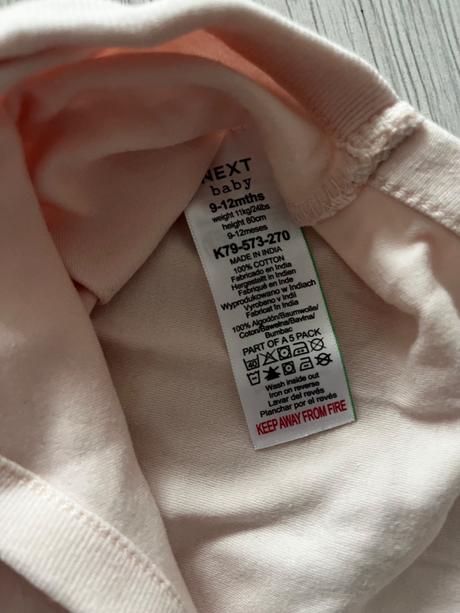 NEXT
baby
9-12mths
weight 11kg/24lbs
height 80cm
9-12meses
K79-573-270
MADE IN INDIA
100% COTTON
Fabricado en India
Hergestellt in Indien
Fabriqué en Inde
Wyprodukowano w Indiach
Vyrobeno v Indii
Fabricat în India
100% Algodón/Baumwolle/
Coton/Bawełna/Bavlna/
Bumbac
PART OF A 5 PACK
40
Wash inside out
Iron on reverse
Lavar del revés
Planchar por el revés
KEEP AWAY FROM FIRE